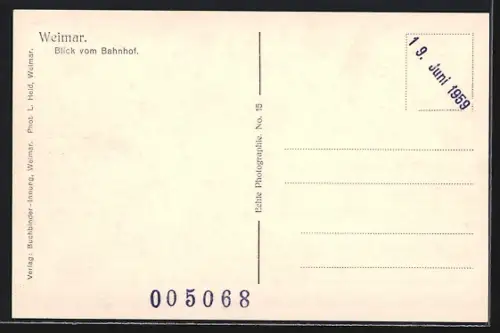 Weimar.
Blick vom Bahnhof.
19. Juni 1959
Verlag: Buchbinder-Innung, Weimar. Phot. L. Held, Weimar.
Echte Photographie. No. 15
005068